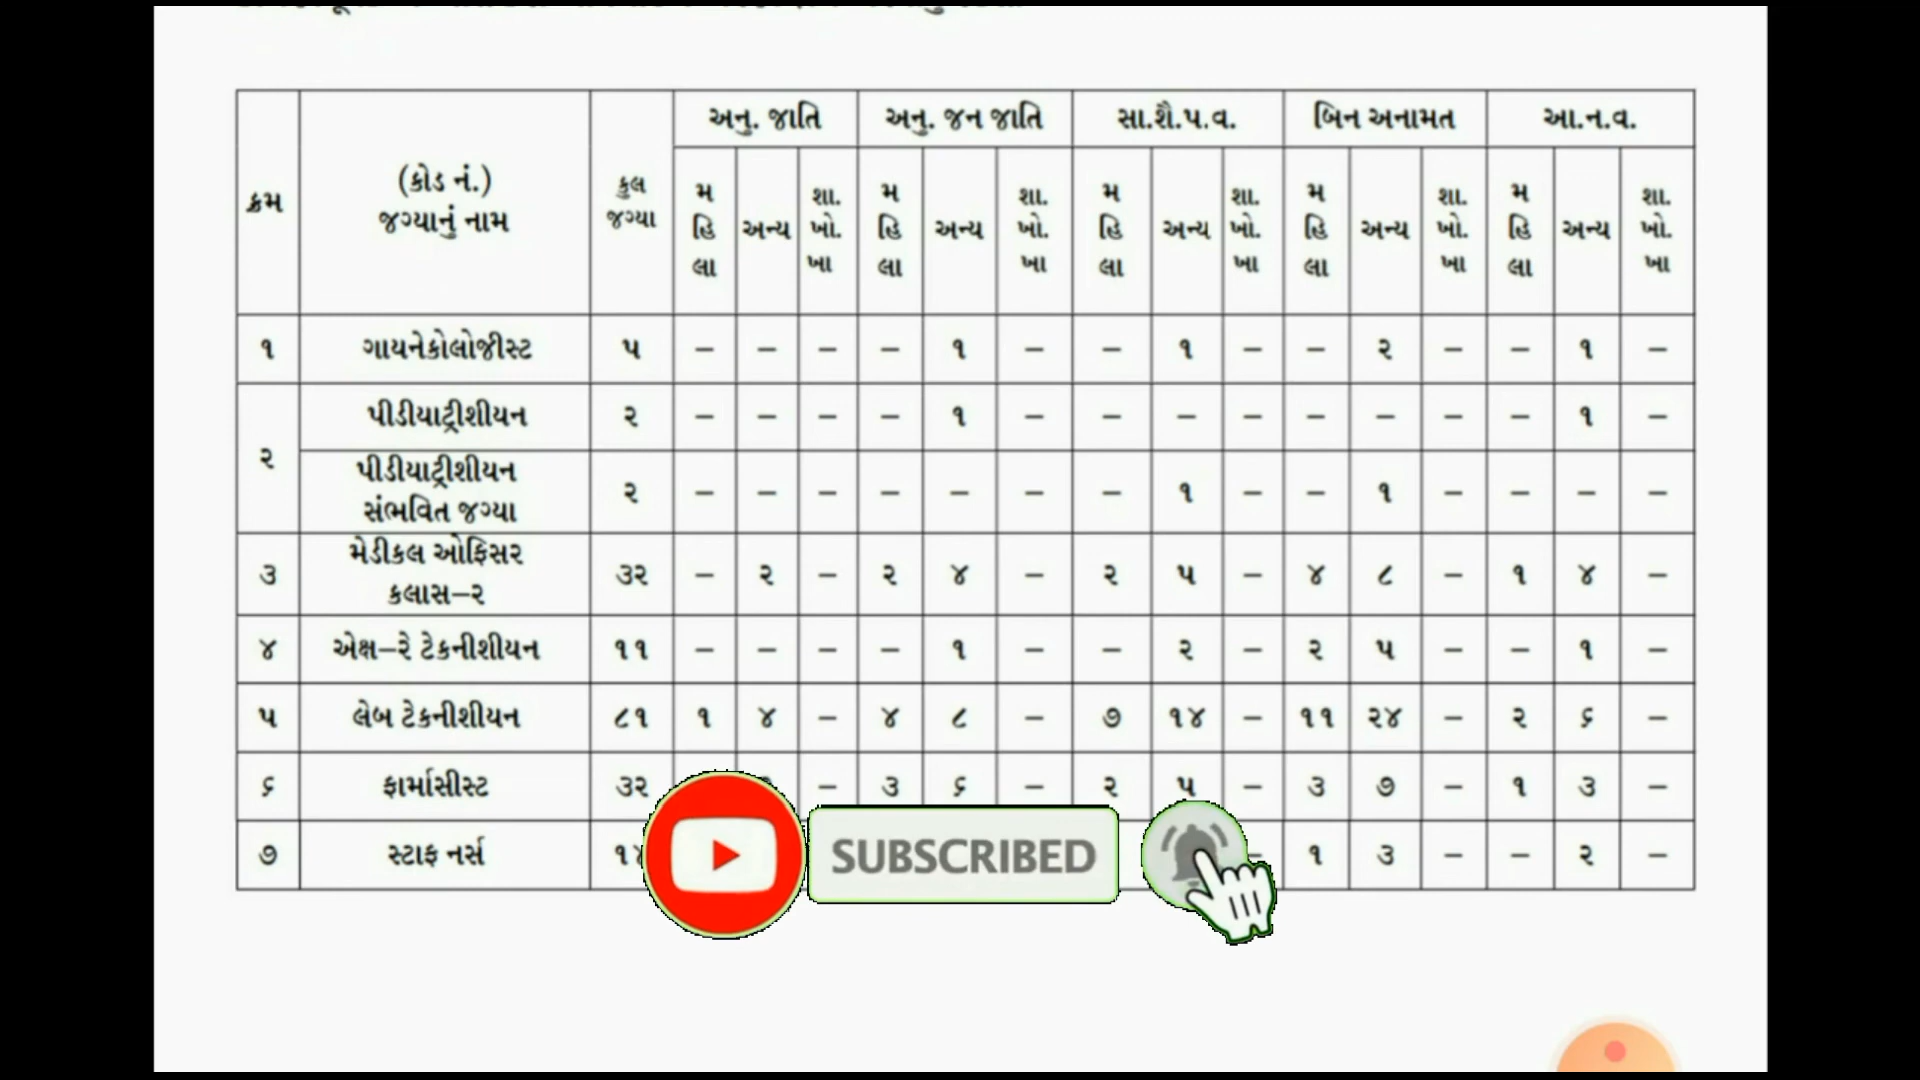 અનુ. જાતિ અનુ. જન જાતિ સા.શૈ.પ.વ. બિન અનામત આ.ન.વ.
ક્રમ (કોડ નં.) જગ્યાનું નામ કુલ જગ્યા મહિલા અન્ય શા. ખો. ખા મહિલા અન્ય શા. ખો. ખા મહિલા અન્ય શા. ખો. ખા મહિલા અન્ય શા. ખો. ખા મહિલા અન્ય શા. ખો. ખા
૧ ગાયનેકોલોજીસ્ટ ૫ – – – – ૧ – – ૧ – – ૨ – – ૧ –
૨ પીડીયાટ્રીશીયન ૨ – – – – ૧ – – – – – – – – ૧ –
પીડીયાટ્રીશીયન સંભવિત જગ્યા ૨ – – – – – – – ૧ – – ૧ – – – –
૩ મેડીકલ ઓફિસર કલાસ–૨ ૩૨ – ૨ – ૨ ૪ – ૨ ૫ – ૪ ૮ – ૧ ૪ –
૪ એક્ષ–રે ટેકનીશીયન ૧૧ – – – – ૧ – – ૨ – ૨ ૫ – – ૧ –
૫ લેબ ટેકનીશીયન ૮૧ ૧ ૪ – ૪ ૮ – ૭ ૧૪ – ૧૧ ૨૪ – ૨ ૬ –
૬ ફાર્માસીસ્ટ ૩૨ – ૩ ૬ – ૨ ૫ – ૩ ૭ – ૧ ૩ –
૭ સ્ટાફ નર્સ – ૧ ૩ – – ૨ –
SUBSCRIBED